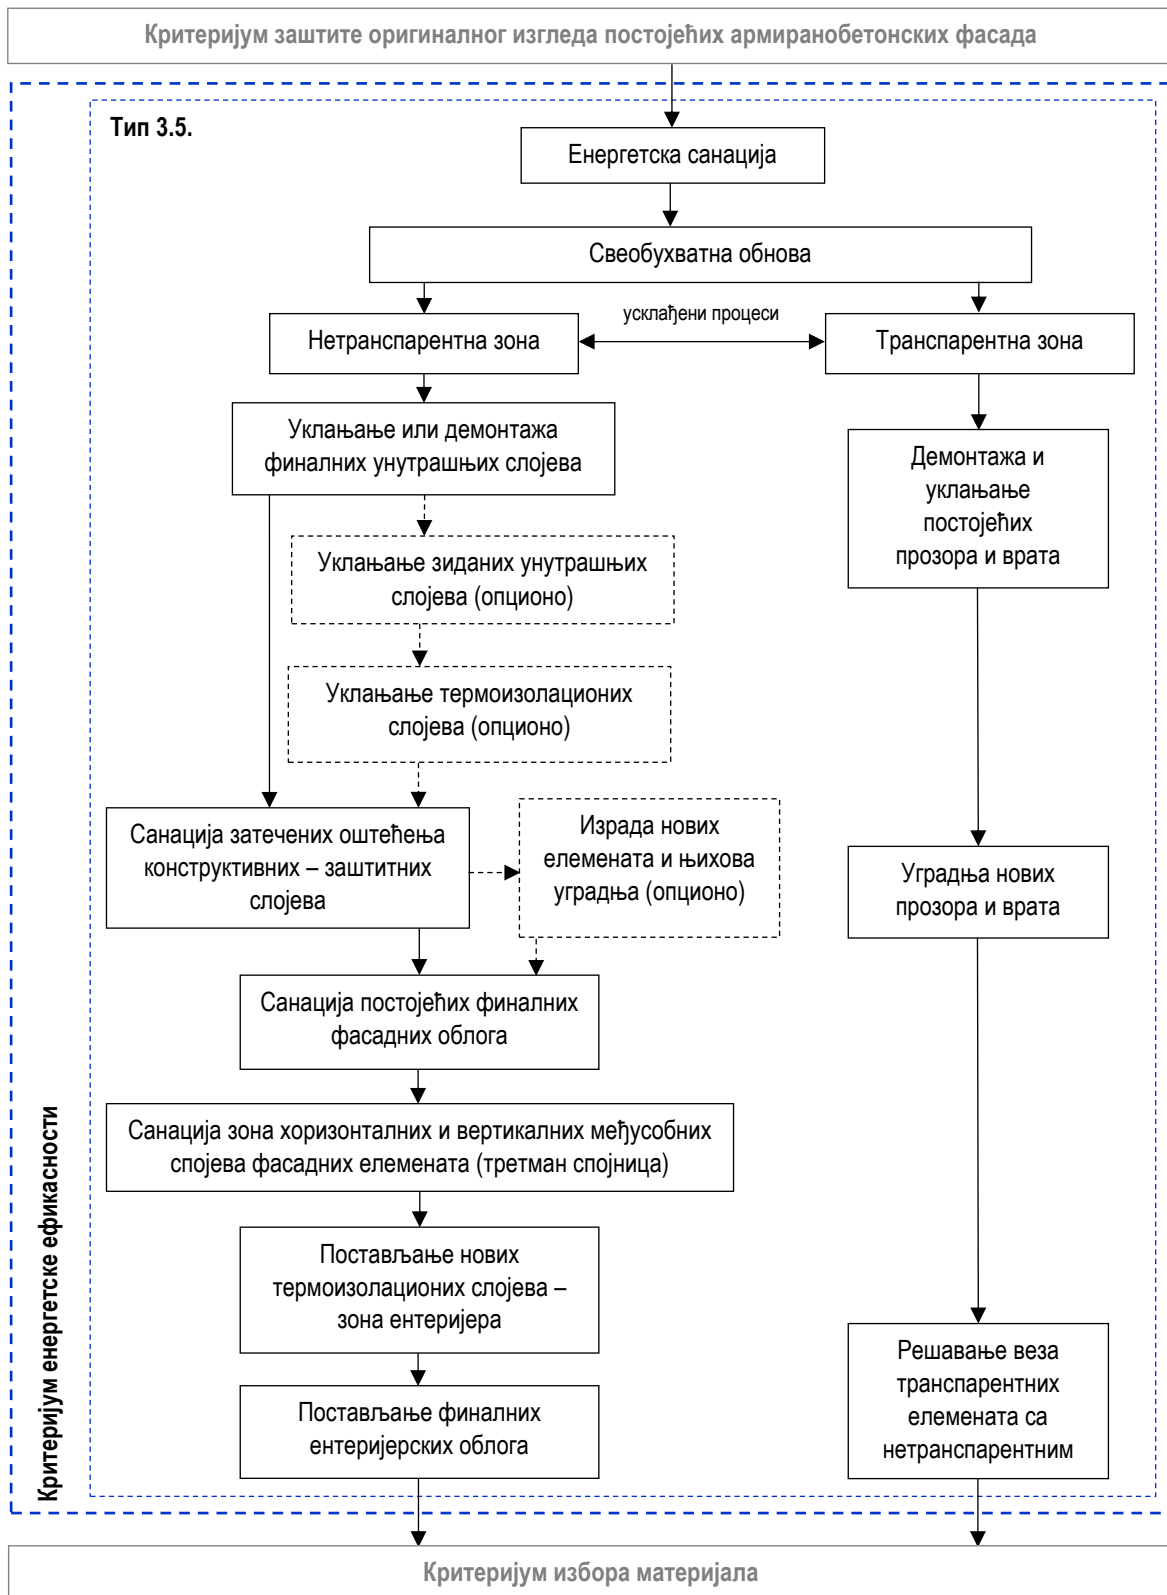 Критеријум заштите оригиналног изгледа постојећих армиранобетонских фасада
Тип 3.5.
Енергетска санација
Свеобухватна обнова
усклађени процеси
Нетранспарентна зона
Транспарентна зона
Уклањање или демонтажа
финалних унутрашњих слојева
Демонтажа и
уклањање
постојећих
прозора и врата
Уклањање зиданих унутрашњих
слојева (опционо)
Уклањање термоизолационих
слојева (опционо)
Санација затечених оштећења
конструктивних – заштитних
слојева
Израда нових
елемената и њихова
уградња (опционо)
Уградња нових
прозора и врата
Санација постојећих финалних
фасадних облога
Санација зона хоризонталних и вертикалних међусобних
спојева фасадних елемената (третман спојница)
Постављање нових
термоизолационих слојева –
зона ентеријера
Решавање веза
транспарентних
елемената са
нетранспарентним
Постављање финалних
ентеријерских облога
Критеријум енергетске ефикасности
Критеријум избора материјала